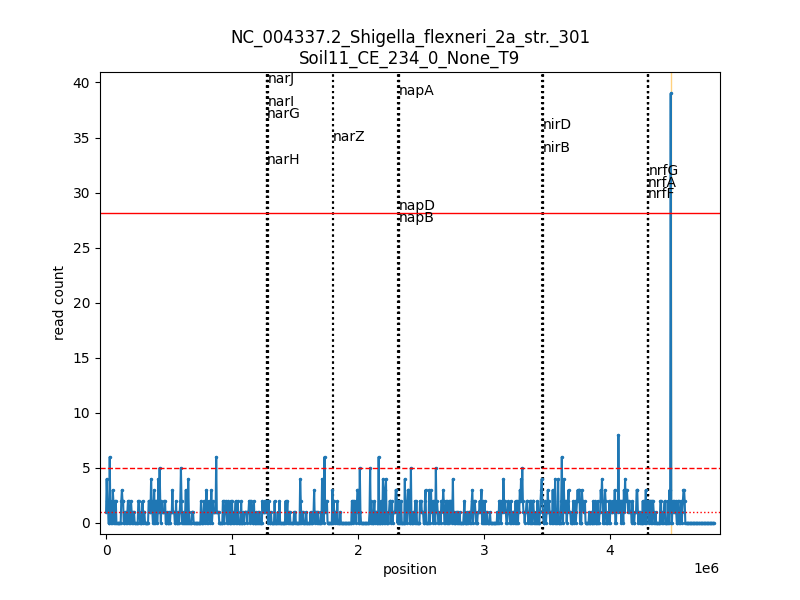 NC_004337.2_Shigella_flexneri_2a_str._301
Soil11_CE_234_0_None_T9
40
35
30
25
20
15
10
5
0
read count
narJ
narI
narG
narH
narZ
napA
napD
napB
nirD
nirB
nrfG
nrfA
nrfF
0
1
2
3
4
1e6
position